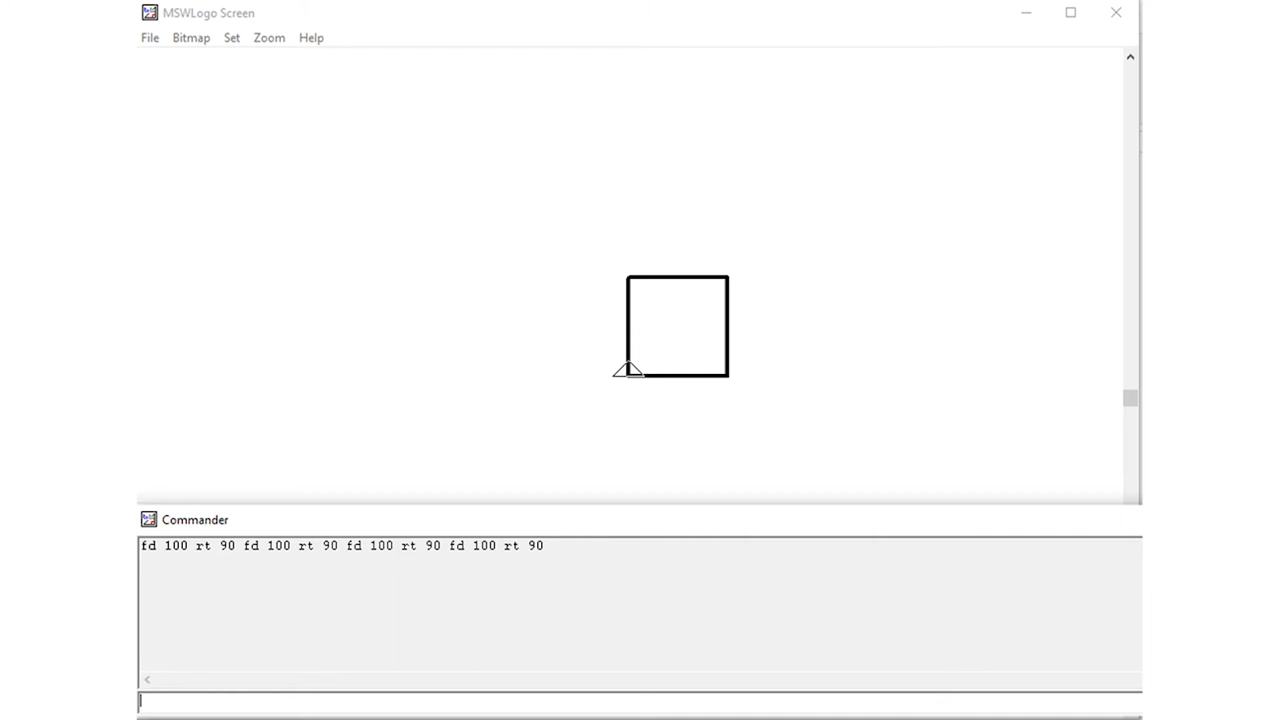 MSWLogo Screen
File Bitmap Set Zoom Help
Commander
fd 100 rt 90 fd 100 rt 90 fd 100 rt 90 fd 100 rt 90